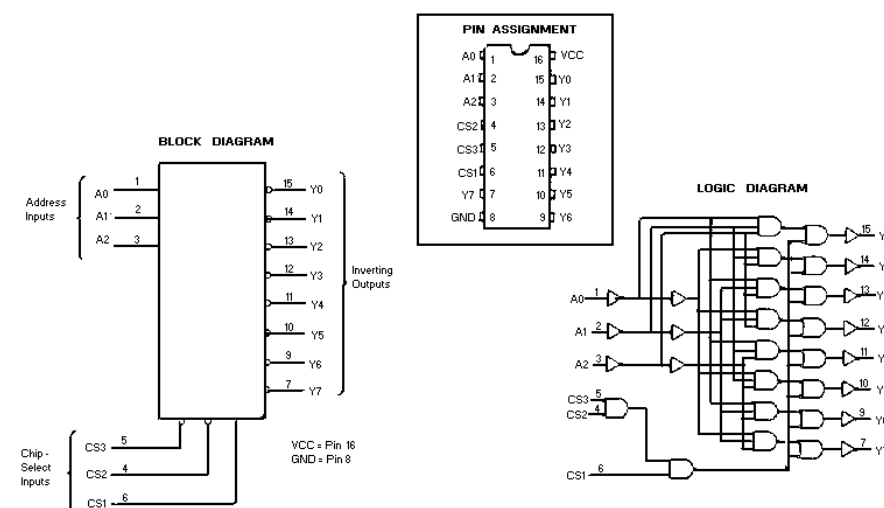 PIN ASSIGNMENT
A0 1 16 VCC
A1 2 15 Y0
A2 3 14 Y1
CS2 4 13 Y2
CS3 5 12 Y3
CS1 6 11 Y4
Y7 7 10 Y5
GND 8 9 Y6
BLOCK DIAGRAM
Address
Inputs
A0 1
A1 2
A2 3
15 Y0
14 Y1
13 Y2
12 Y3
11 Y4
10 Y5
9 Y6
7 Y7
Inverting
Outputs
Chip -
Select
Inputs
CS3 5
CS2 4
CS1 6
VCC = Pin 16
GND = Pin 8
LOGIC DIAGRAM
A0 1
A1 2
A2 3
CS3 5
CS2 4
CS1 6
15
14
13
12
11
10
9
7